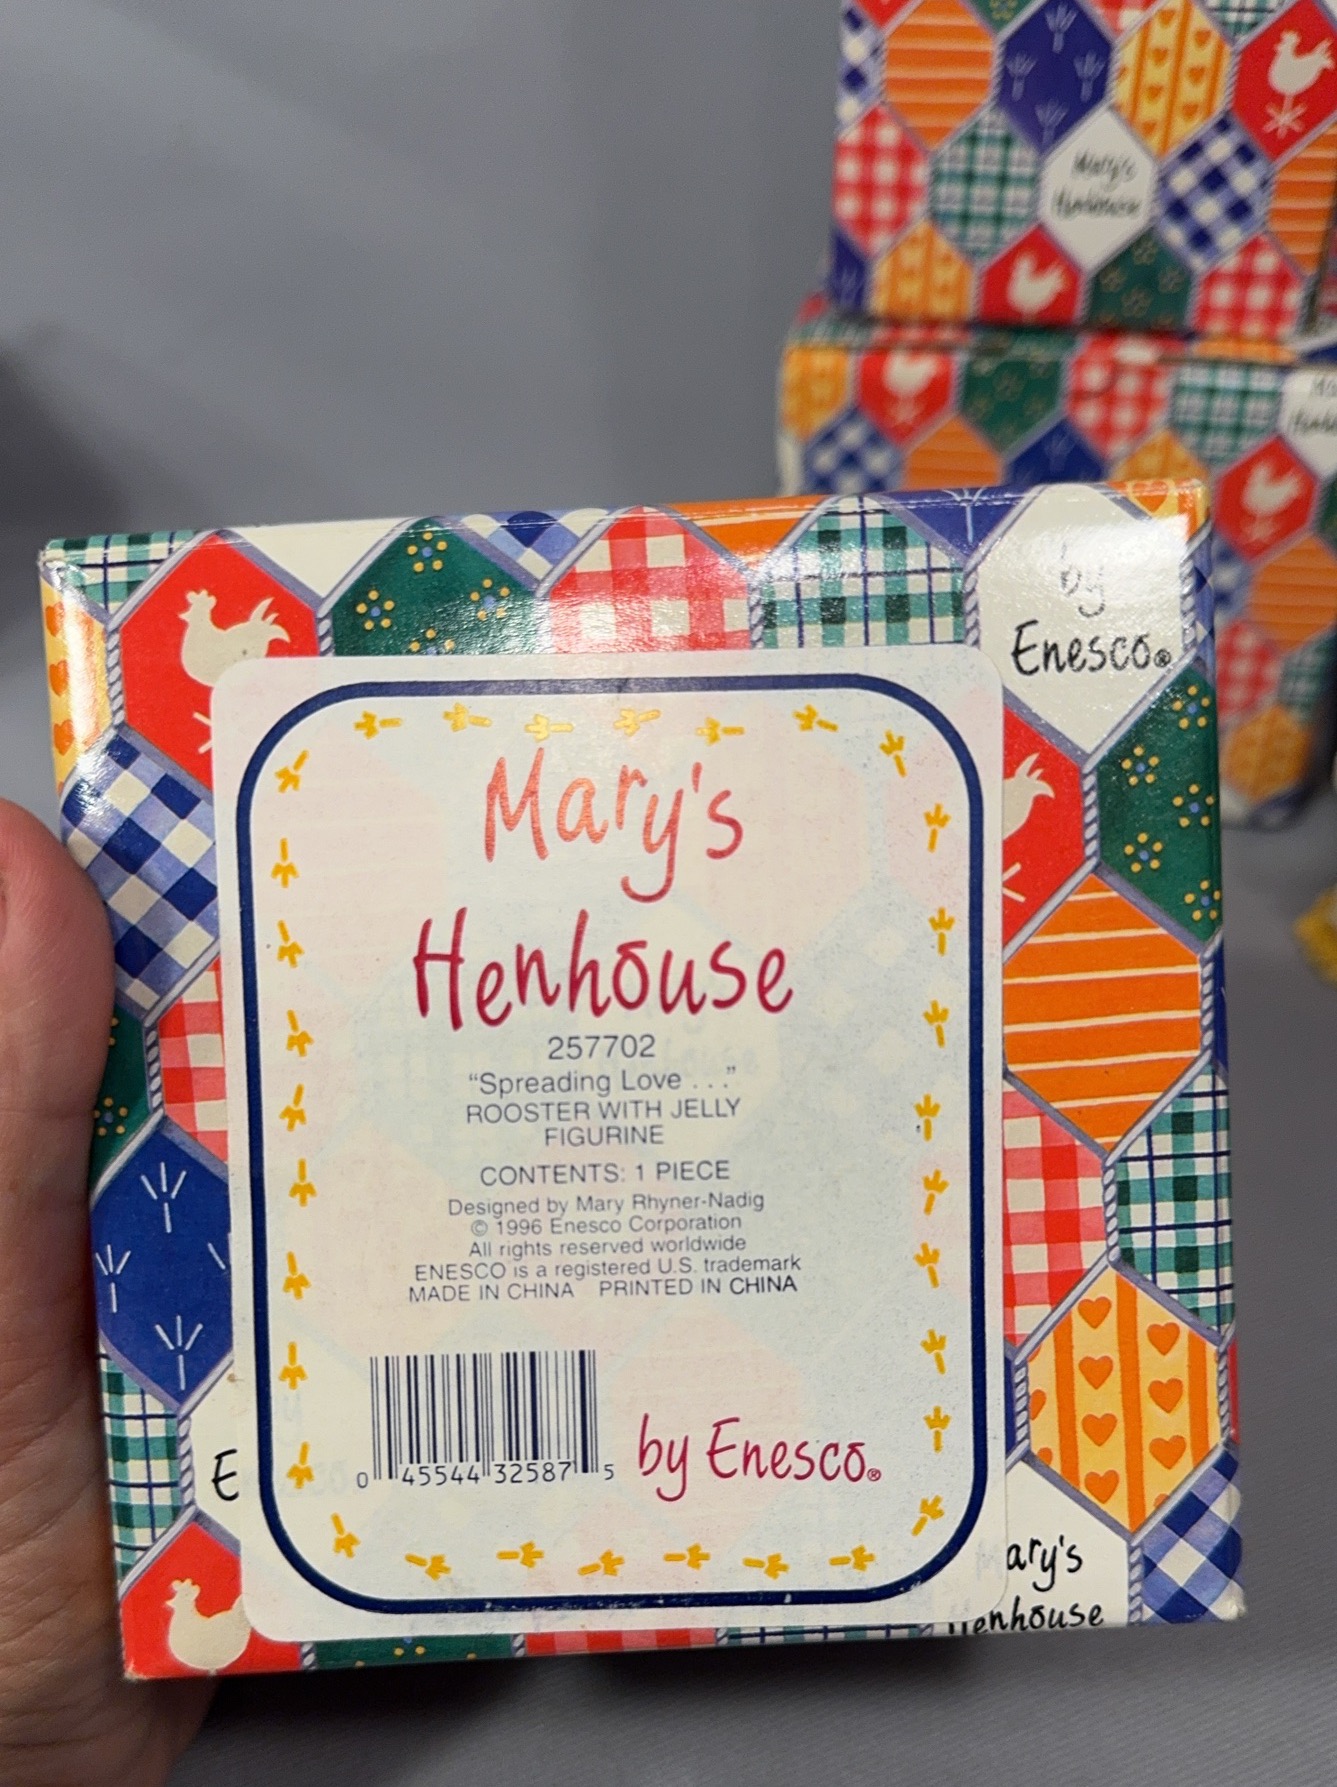 Mary's
Henhouse
by
Enesco®
Mary's
Henhouse
257702
"Spreading Love . . ."
ROOSTER WITH JELLY
FIGURINE
CONTENTS: 1 PIECE
Designed by Mary Rhyner-Nadig
© 1996 Enesco Corporation
All rights reserved worldwide
ENESCO is a registered U.S. trademark
MADE IN CHINA PRINTED IN CHINA
0 45544 32587 5
by Enesco®
E
ary's
Henhouse